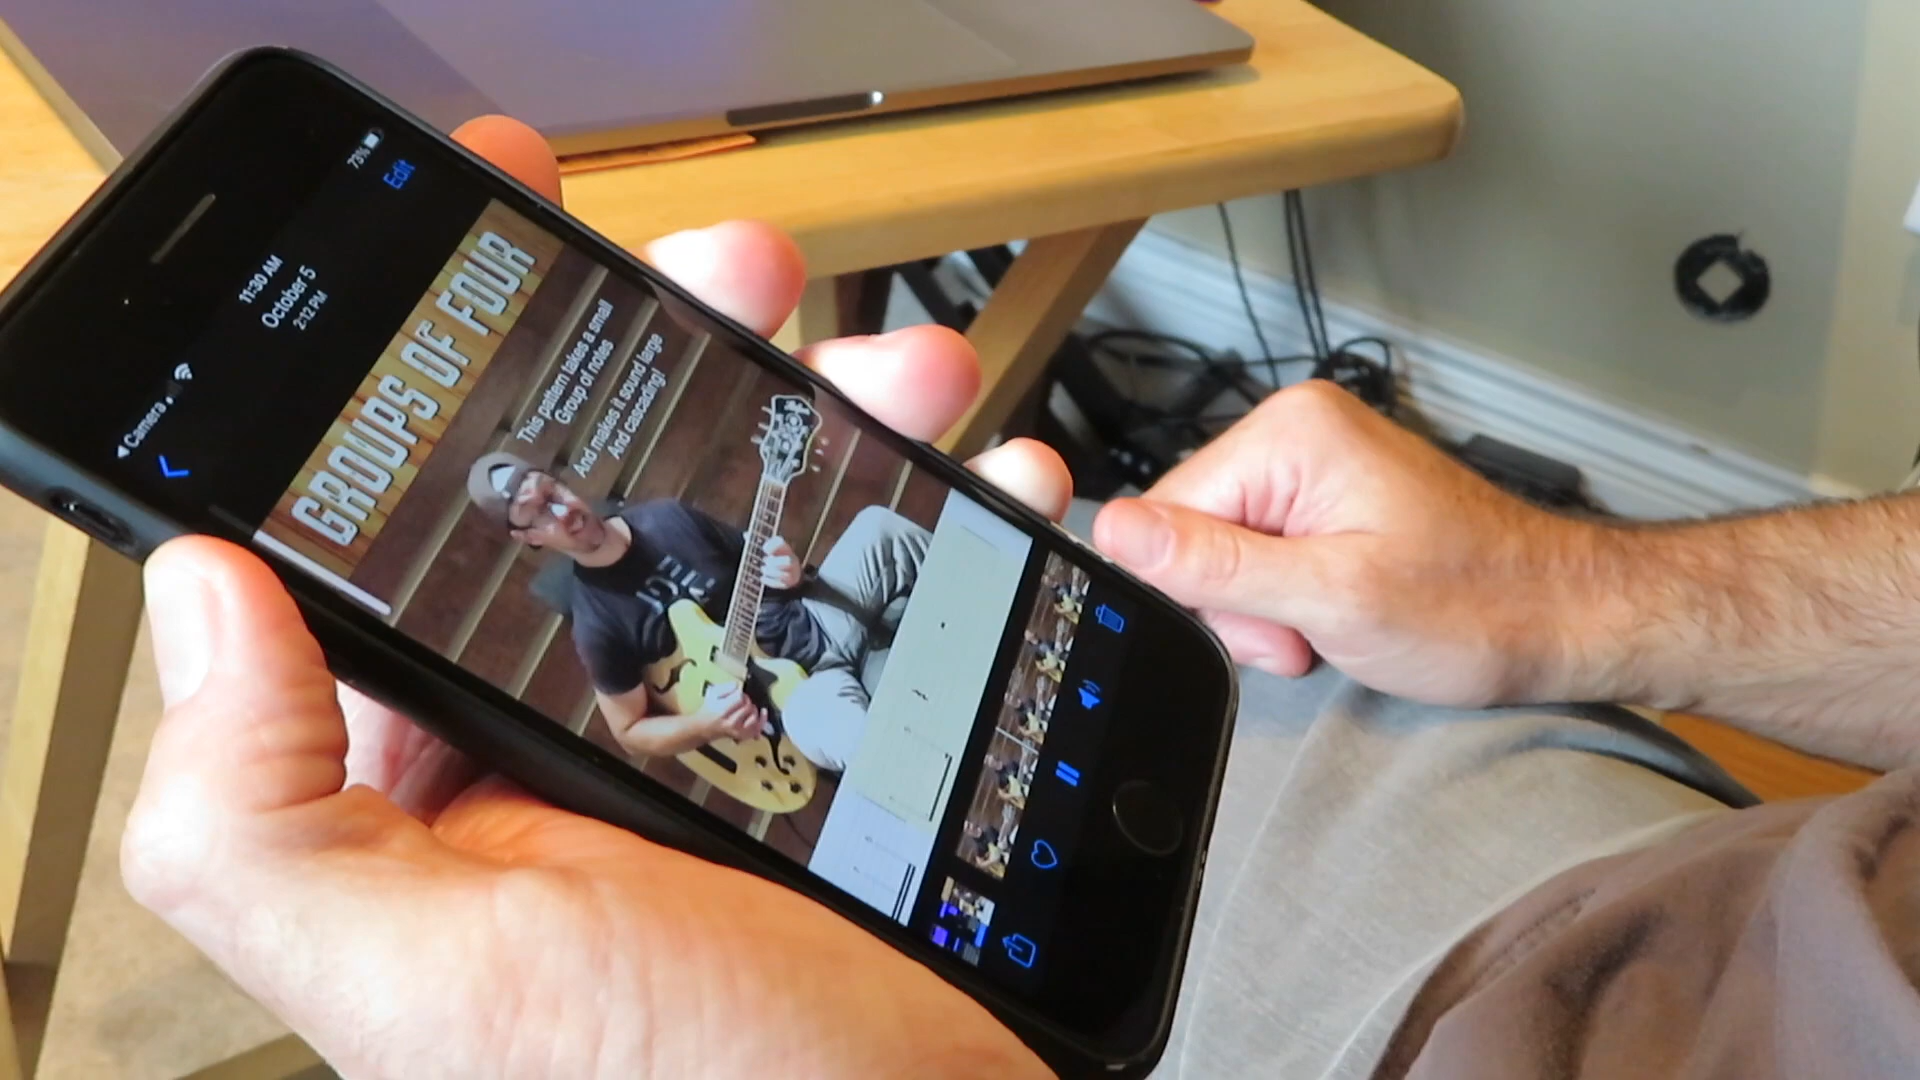 ◀ Camera
11:30 AM
73%
October 5
2:12 PM
Edit
GROUPS OF FOUR
This pattern takes a small
Group of notes
And makes it sound large
And cascading!